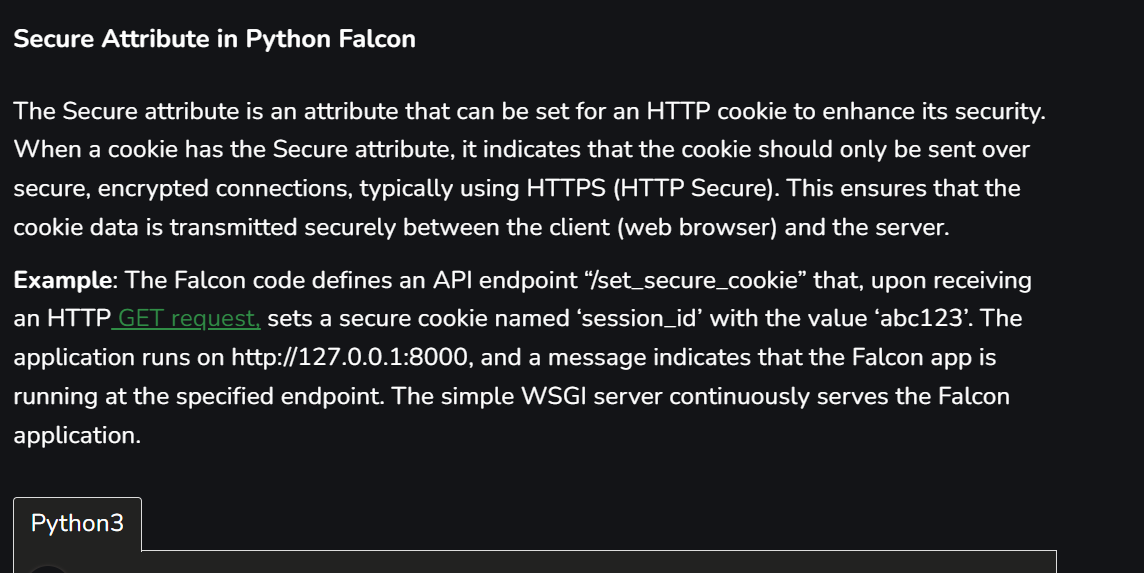 Secure Attribute in Python Falcon
The Secure attribute is an attribute that can be set for an HTTP cookie to enhance its security.
When a cookie has the Secure attribute, it indicates that the cookie should only be sent over
secure, encrypted connections, typically using HTTPS (HTTP Secure). This ensures that the
cookie data is transmitted securely between the client (web browser) and the server.
Example: The Falcon code defines an API endpoint “/set_secure_cookie” that, upon receiving
an HTTP GET request, sets a secure cookie named ‘session_id’ with the value ‘abc123’. The
application runs on http://127.0.0.1:8000, and a message indicates that the Falcon app is
running at the specified endpoint. The simple WSGI server continuously serves the Falcon
application.
Python3